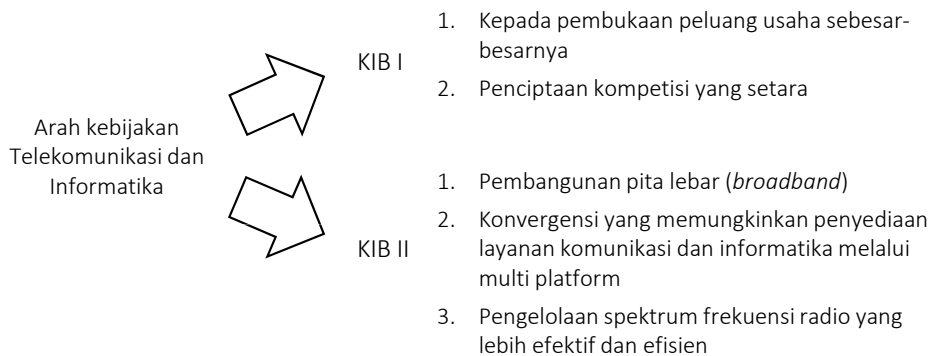 Arah kebijakan
Telekomunikasi dan
Informatika
KIB I
1. Kepada pembukaan peluang usaha sebesar-
besarnya
2. Penciptaan kompetisi yang setara
KIB II
1. Pembangunan pita lebar (broadband)
2. Konvergensi yang memungkinkan penyediaan
layanan komunikasi dan informatika melalui
multi platform
3. Pengelolaan spektrum frekuensi radio yang
lebih efektif dan efisien